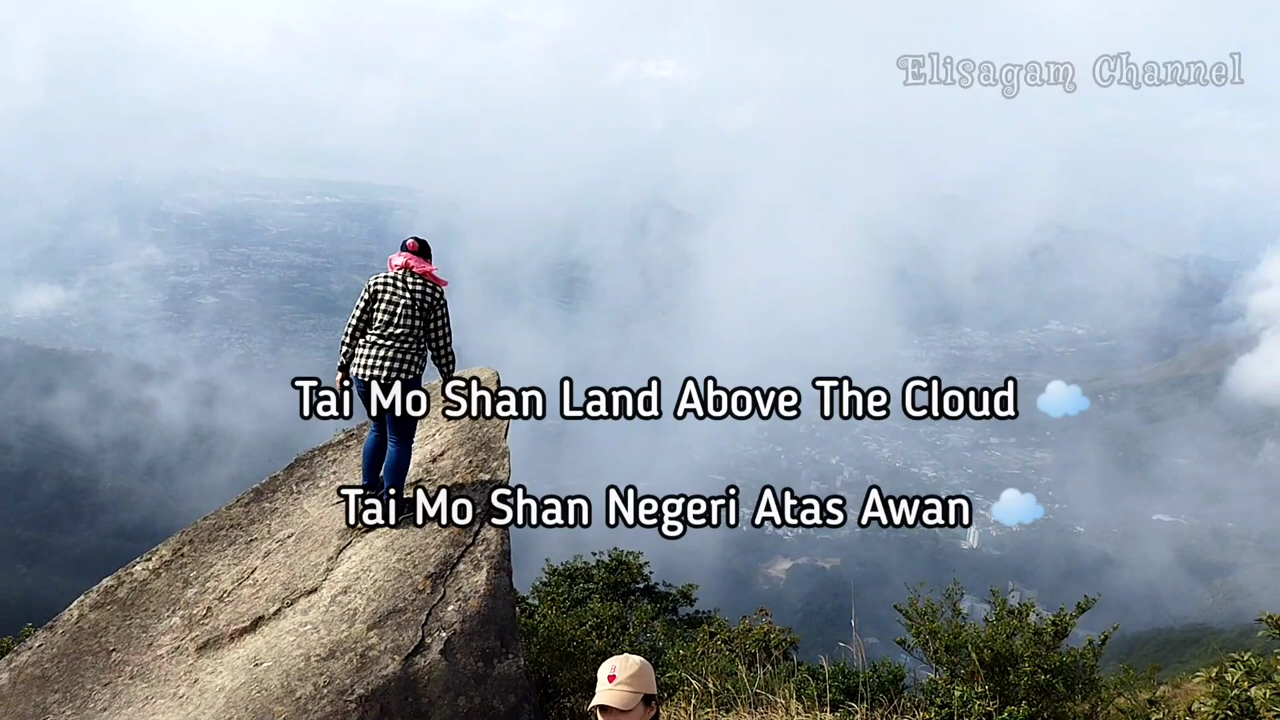 Elisagam Channel
Tai Mo Shan Land Above The Cloud ☁️
Tai Mo Shan Negeri Atas Awan ☁️